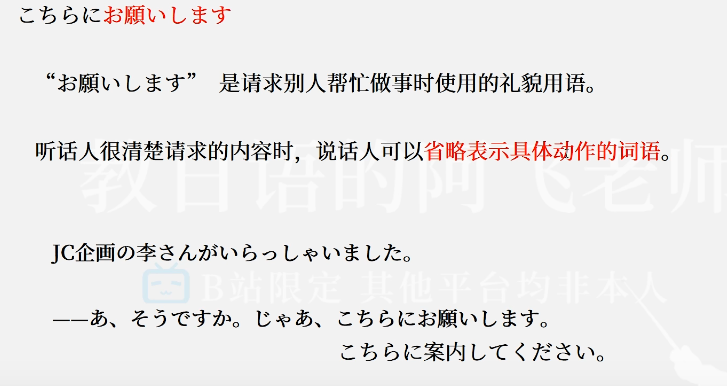 こちらにお願いします
“お願いします” 是请求别人帮忙做事时使用的礼貌用语。
听话人很清楚请求的内容时，说话人可以省略表示具体动作的词语。
教日语的阿飞老师
JC企画の李さんがいらっしゃいました。
B站限定 其他平台均非本人
——あ、そうですか。じゃあ、こちらにお願いします。
こちらに案内してください。